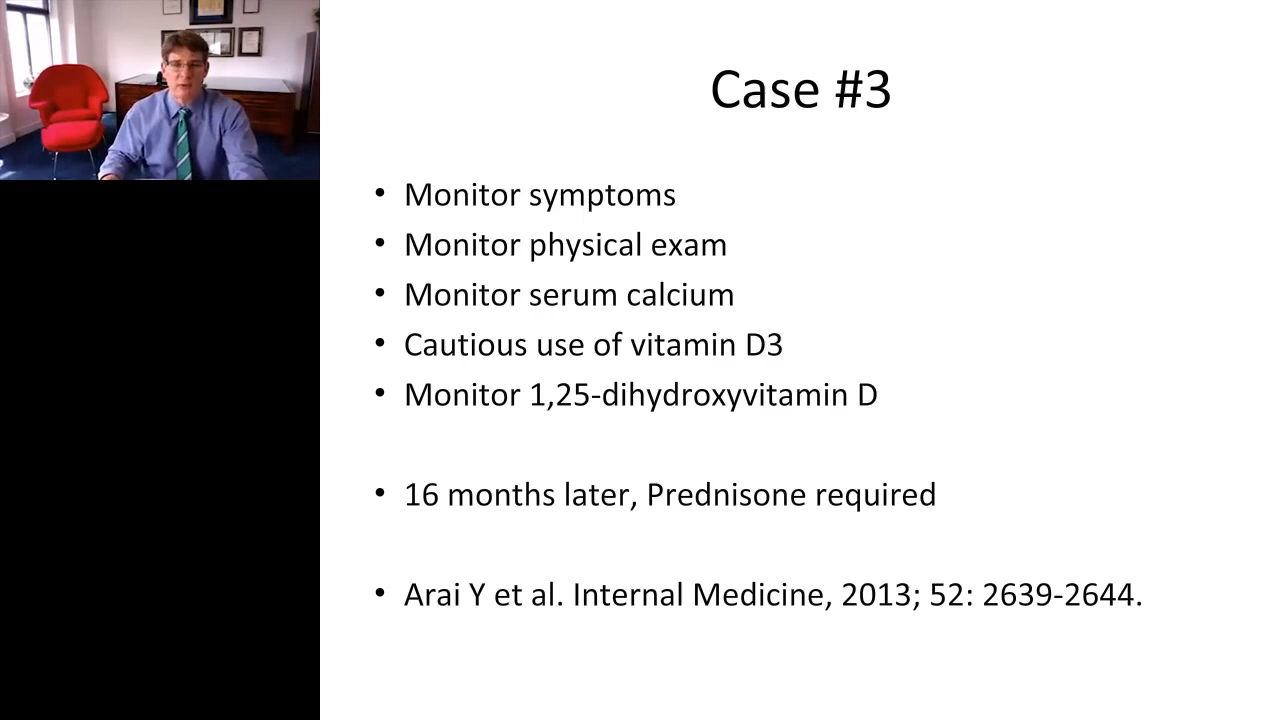 Case #3
• Monitor symptoms
• Monitor physical exam
• Monitor serum calcium
• Cautious use of vitamin D3
• Monitor 1,25-dihydroxyvitamin D
• 16 months later, Prednisone required
• Arai Y et al. Internal Medicine, 2013; 52: 2639-2644.